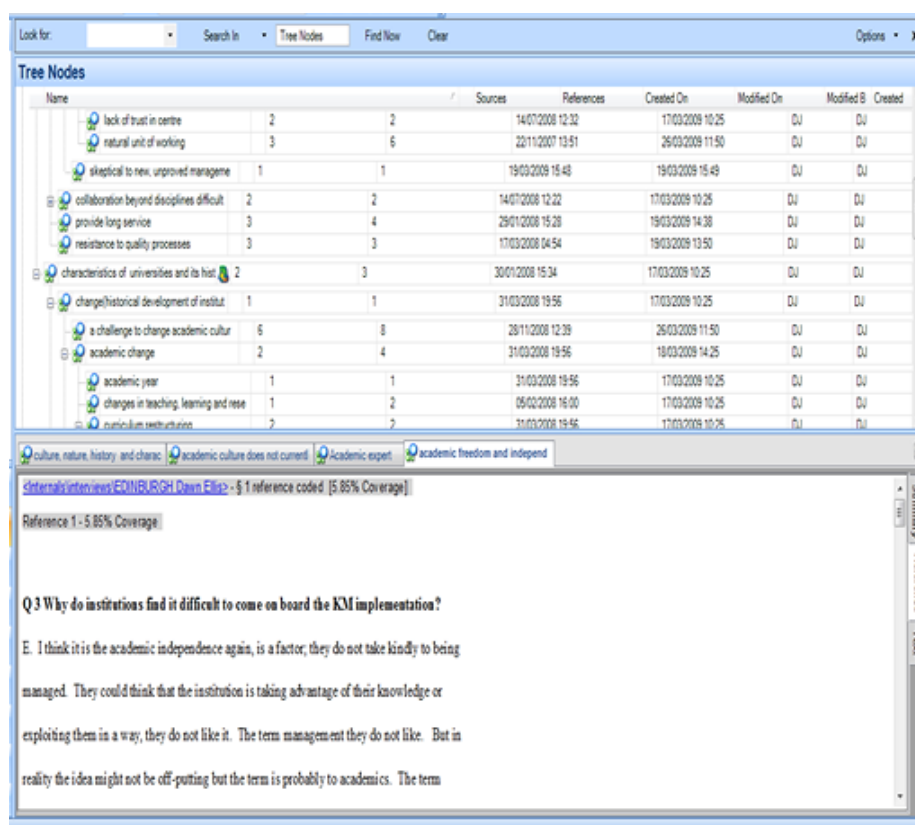 Look for: Search In Tree Nodes Find Now Clear Options
Tree Nodes
Name Sources References Created On Modified On Modified B Created
lack of trust in centre 2 2 14/07/2008 12:32 17/03/2009 10:25 DJ DJ
natural unit of working 3 6 22/11/2007 13:51 26/03/2009 11:50 DJ DJ
skeptical to new, unproved manageme 1 1 19/03/2009 15:48 19/03/2009 15:49 DJ DJ
collaboration beyond disciplines difficult 2 2 14/07/2008 12:22 17/03/2009 10:25 DJ DJ
provide long service 3 4 29/01/2008 15:28 19/03/2009 14:38 DJ DJ
resistance to quality processes 3 3 17/03/2008 04:54 19/03/2009 13:50 DJ DJ
characteristics of universities and its hist 2 3 30/01/2008 15:34 17/03/2009 10:25 DJ DJ
change(historical development of institut 1 1 31/03/2008 19:56 17/03/2009 10:25 DJ DJ
a challenge to change academic cultur 6 8 28/11/2008 12:39 26/03/2009 11:50 DJ DJ
academic change 2 4 31/03/2008 19:56 18/03/2009 14:25 DJ DJ
academic year 1 1 31/03/2008 19:56 17/03/2009 10:25 DJ DJ
changes in teaching, learning and rese 1 2 05/02/2008 16:00 17/03/2009 10:25 DJ DJ
curriculum restructuring 2 2 31/03/2008 19:56 17/03/2009 10:25 DJ DJ
culture, nature, history and charac academic culture does not currentl Academic expert academic freedom and independ
<Internals\interviews\EDINBURGH Dawn Ellis> - § 1 reference coded [5.85% Coverage]
Reference 1 - 5.85% Coverage
Q 3 Why do institutions find it difficult to come on board the KM implementation?
E. I think it is the academic independence again, is a factor; they do not take kindly to being
managed. They could think that the institution is taking advantage of their knowledge or
exploiting them in a way, they do not like it. The term management they do not like. But in
reality the idea might not be off-putting but the term is probably to academics. The term